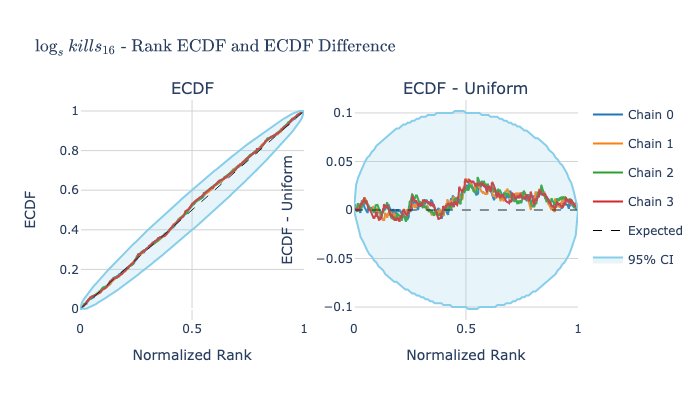 log_s kills_16 - Rank ECDF and ECDF Difference
ECDF
ECDF - Uniform
1
0.8
0.6
0.4
0.2
0
ECDF
0
0.5
1
Normalized Rank
0.1
0.05
0
−0.05
−0.1
ECDF - Uniform
0
0.5
1
Normalized Rank
Chain 0
Chain 1
Chain 2
Chain 3
Expected
95% CI